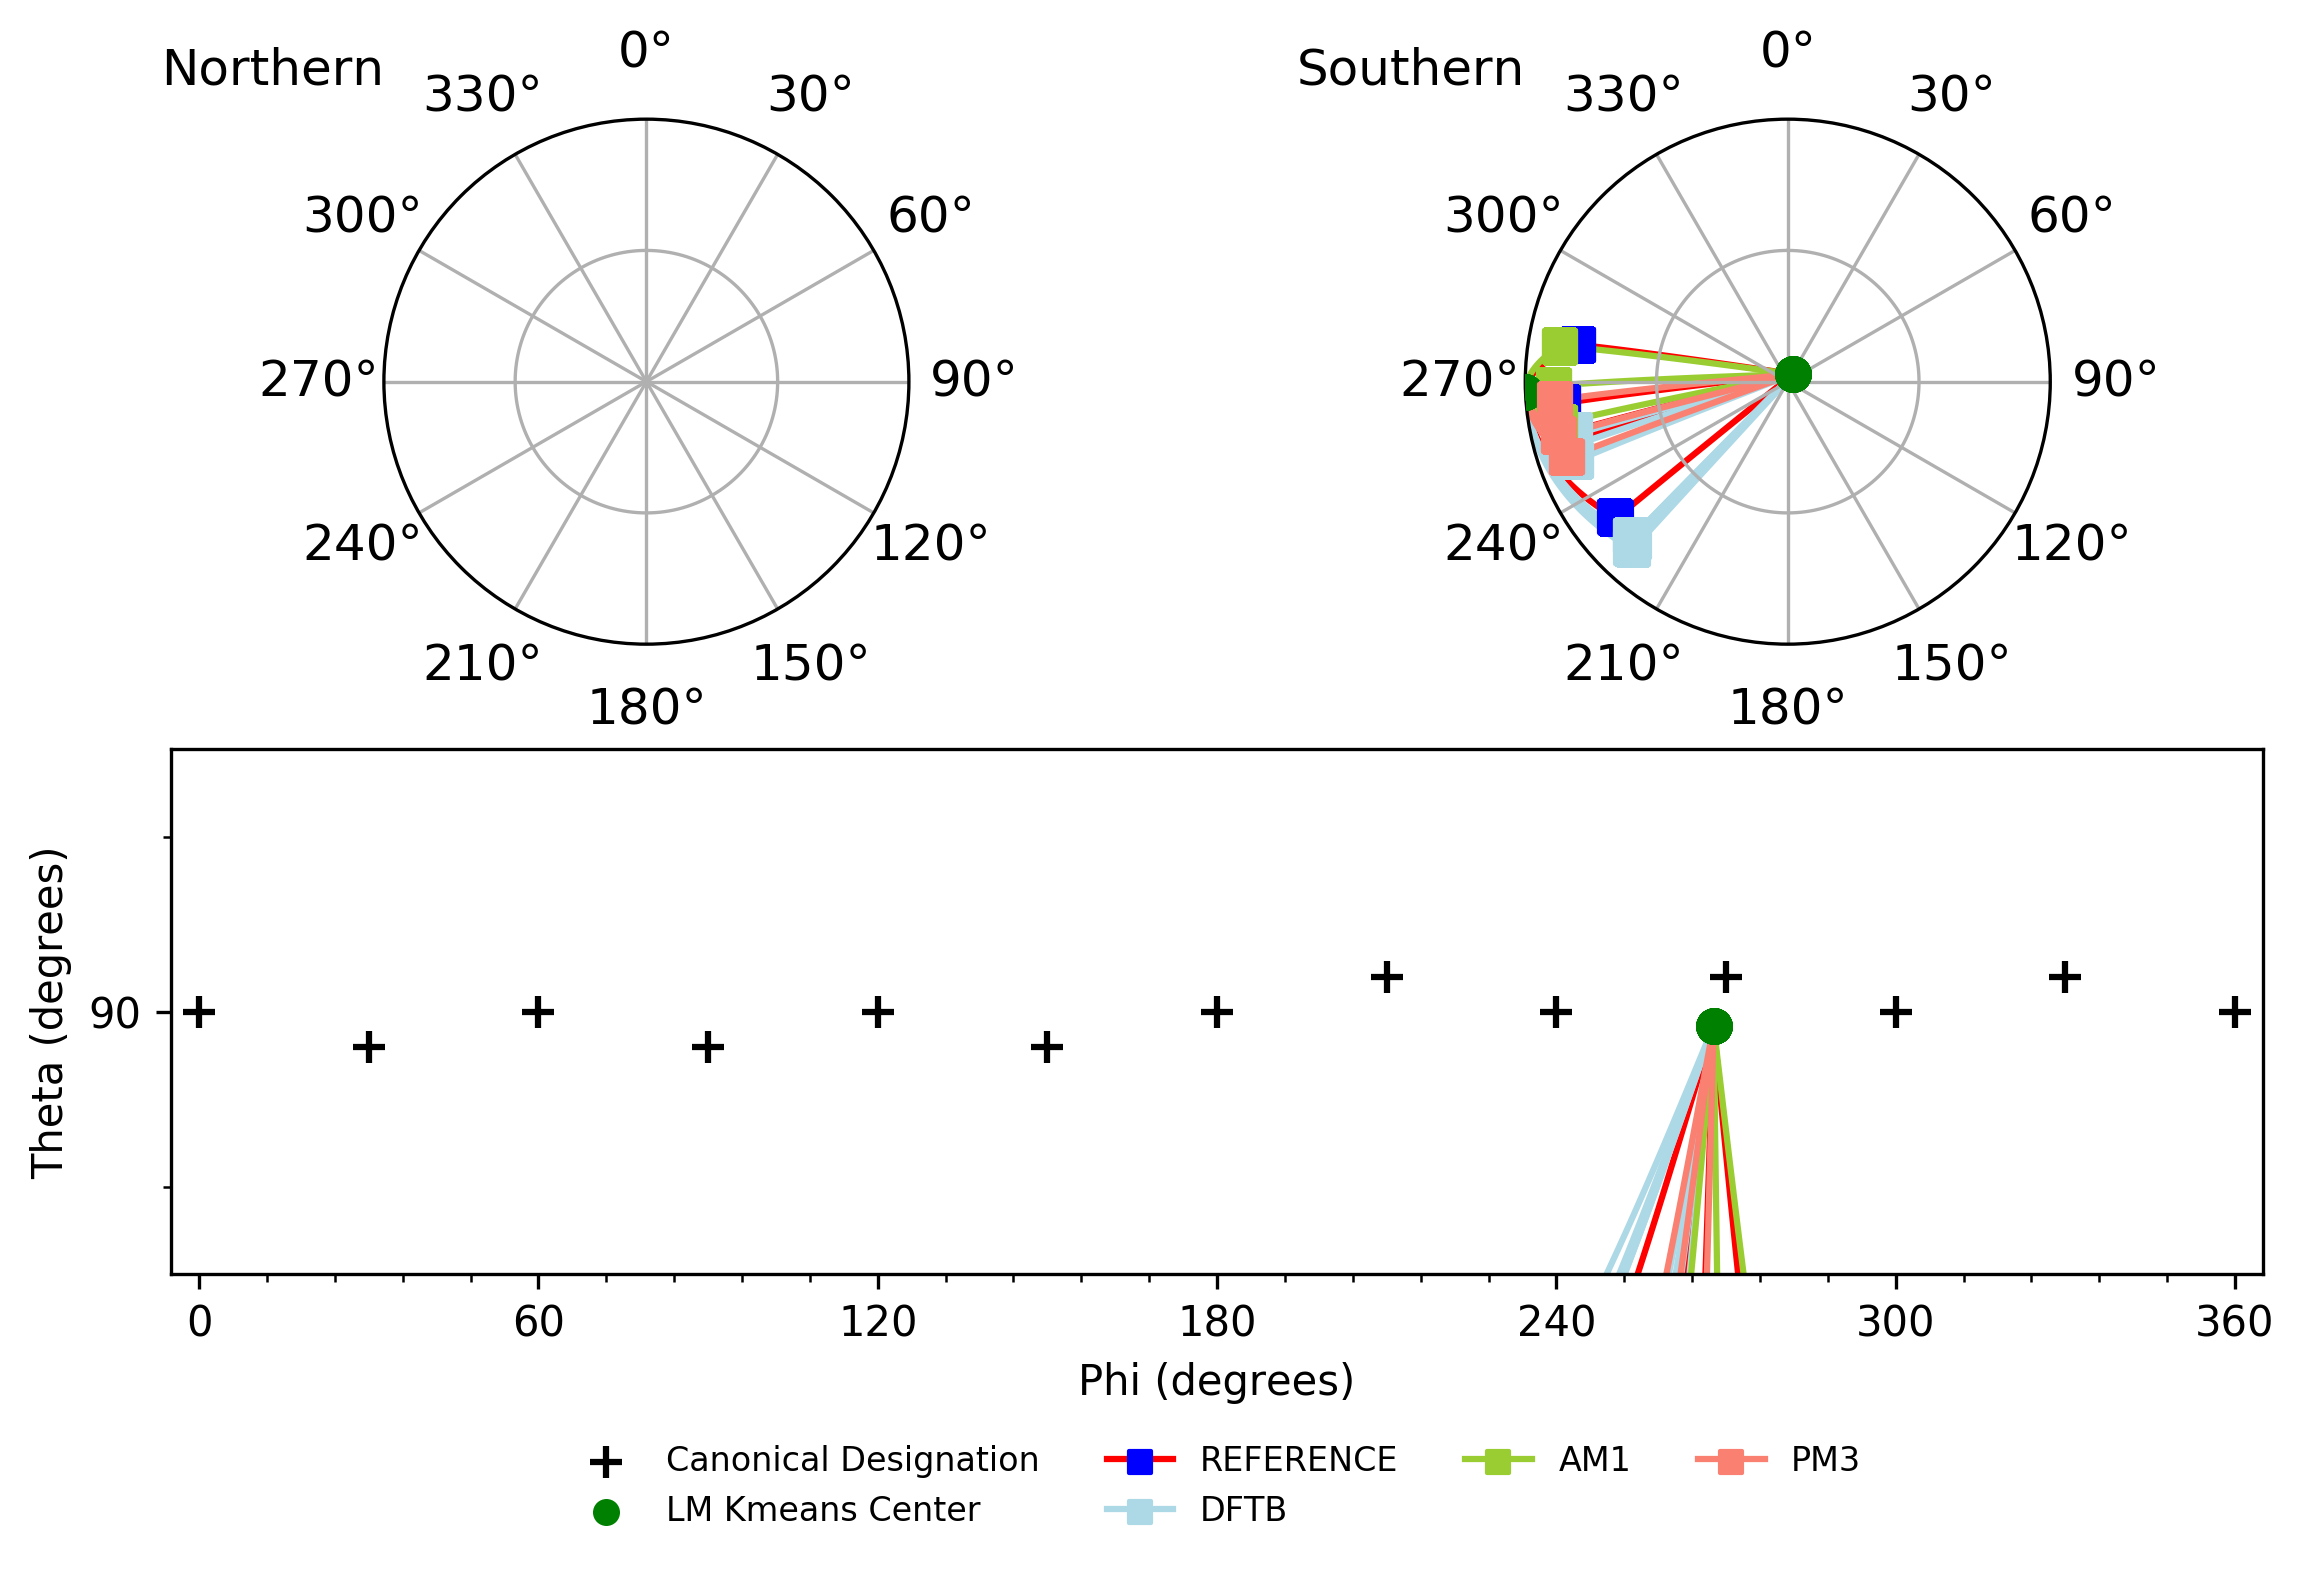 Northern
0°
330°
30°
300°
60°
270°
90°
240°
120°
210°
150°
180°
Southern
0°
330°
30°
300°
60°
270°
90°
240°
120°
210°
150°
180°
Theta (degrees)
90
0 60 120 180 240 300 360
Phi (degrees)
Canonical Designation
LM Kmeans Center
REFERENCE
DFTB
AM1
PM3